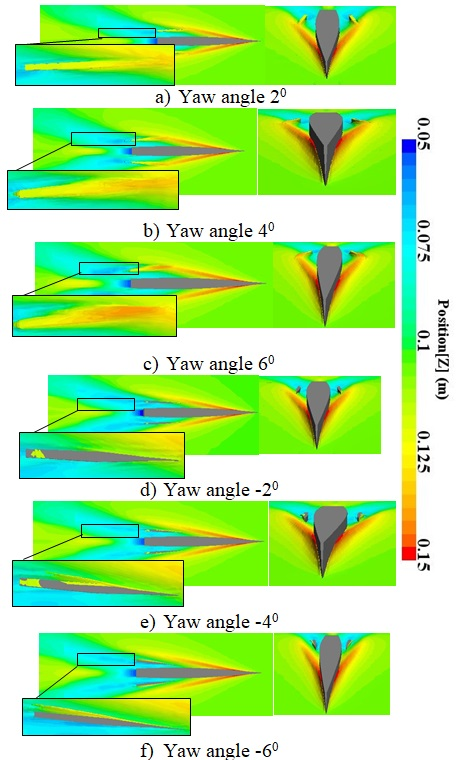 a) Yaw angle 2⁰
b) Yaw angle 4⁰
c) Yaw angle 6⁰
d) Yaw angle -2⁰
e) Yaw angle -4⁰
f) Yaw angle -6⁰
0.05
0.075
0.1
0.125
0.15
Position[Z] (m)